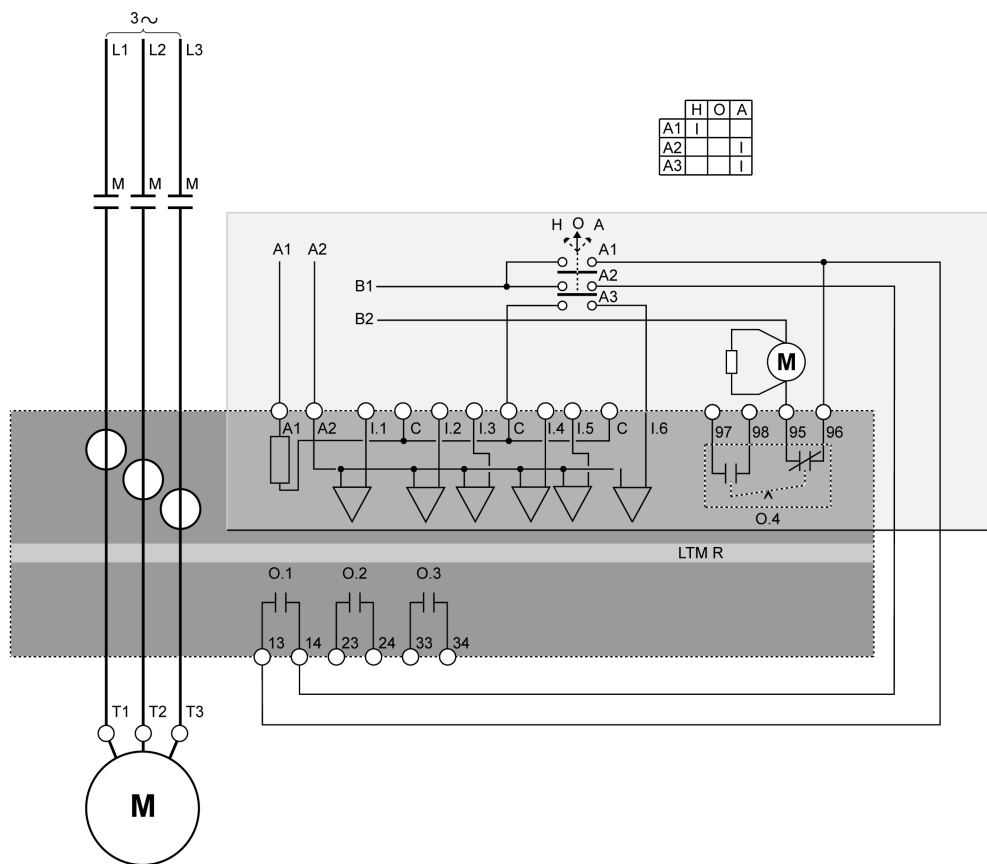 3∼
L1 L2 L3
M M M
H O A
A1 I
A2 I
A3 I
H O A
A1 A2 A1
A2
B1 A3
B2
M
A1 A2 I.1 C I.2 I.3 C I.4 I.5 C I.6 97 98 95 96
O.4
LTM R
O.1 O.2 O.3
13 14 23 24 33 34
T1 T2 T3
M